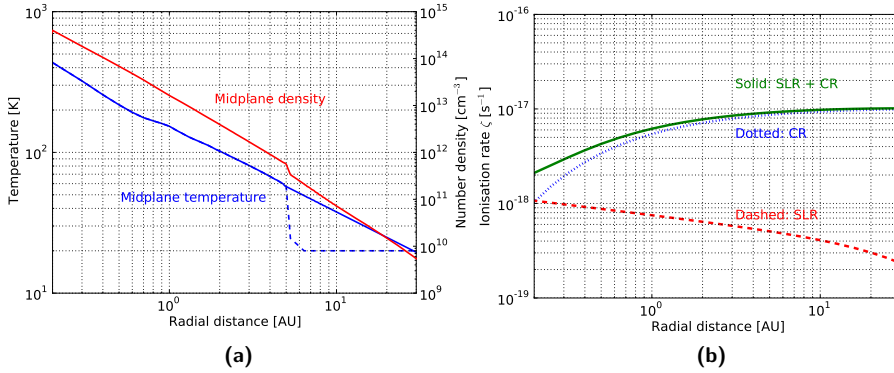 10^3
10^2
10^1
Temperature [K]
Midplane density
Midplane temperature
10^15
10^14
10^13
10^12
10^11
10^10
10^9
Number density [cm^-3]
10^0
10^1
Radial distance [AU]
(a)
10^-16
10^-17
10^-18
10^-19
Ionisation rate ζ [s^-1]
Solid: SLR + CR
Dotted: CR
Dashed: SLR
10^0
10^1
Radial distance [AU]
(b)